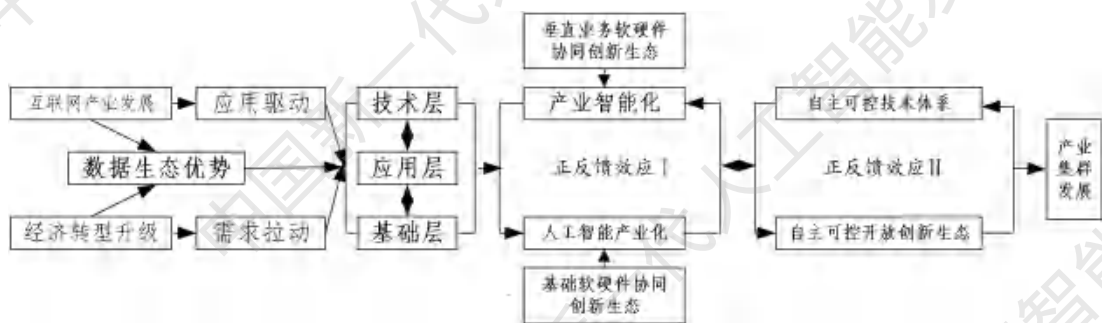 垂直业务软硬件
协同创新生态
互联网产业发展
应用驱动
技术层
产业智能化
自主可控技术体系
数据生态优势
应用层
正反馈效应Ⅰ
正反馈效应Ⅱ
产业
集群
发展
经济转型升级
需求拉动
基础层
人工智能产业化
自主可控开放创新生态
基础软硬件协同
创新生态